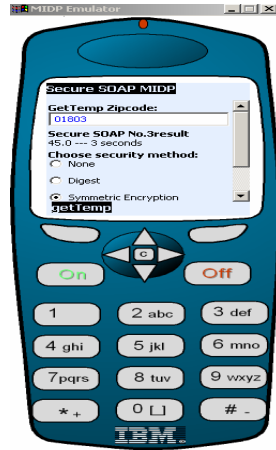 MIDP Emulator
Secure SOAP MIDP
GetTemp Zipcode:
01803
Secure SOAP No.3result
45.0 --- 3 seconds
Choose security method:
None
Digest
Symmetric Encryption
getTemp
C
On Off
1 2 abc 3 def
4 ghi 5 jkl 6 mno
7pqrs 8 tuv 9 wxyz
* + 0 [_] # -
IBM